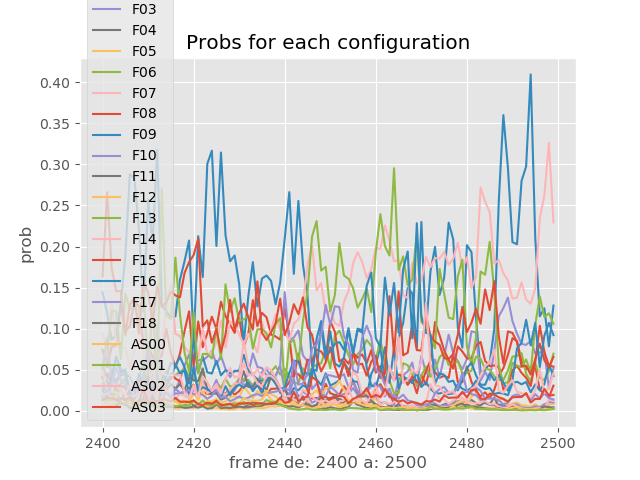 Probs for each configuration
F03
F04
F05
F06
F07
F08
F09
F10
F11
F12
F13
F14
F15
F16
F17
F18
AS00
AS01
AS02
AS03
prob
0.40
0.35
0.30
0.25
0.20
0.15
0.10
0.05
0.00
2400 2420 2440 2460 2480 2500
frame de: 2400 a: 2500